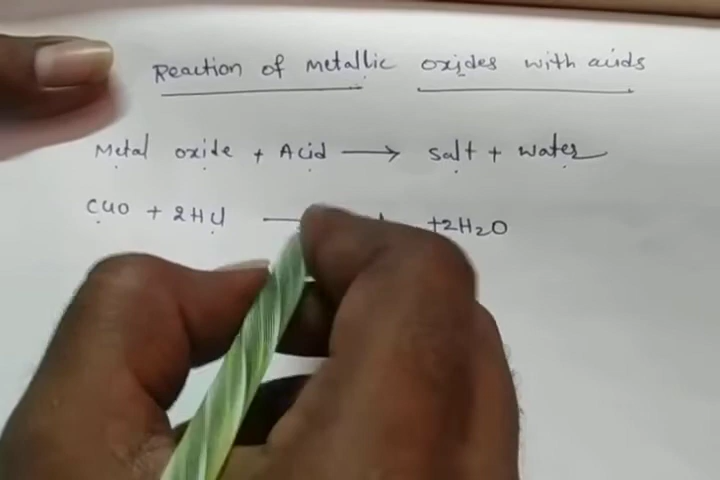 Reaction of metallic oxides with acids
Metal oxide + Acid → salt + water
CuO + 2HCl → +2H₂O